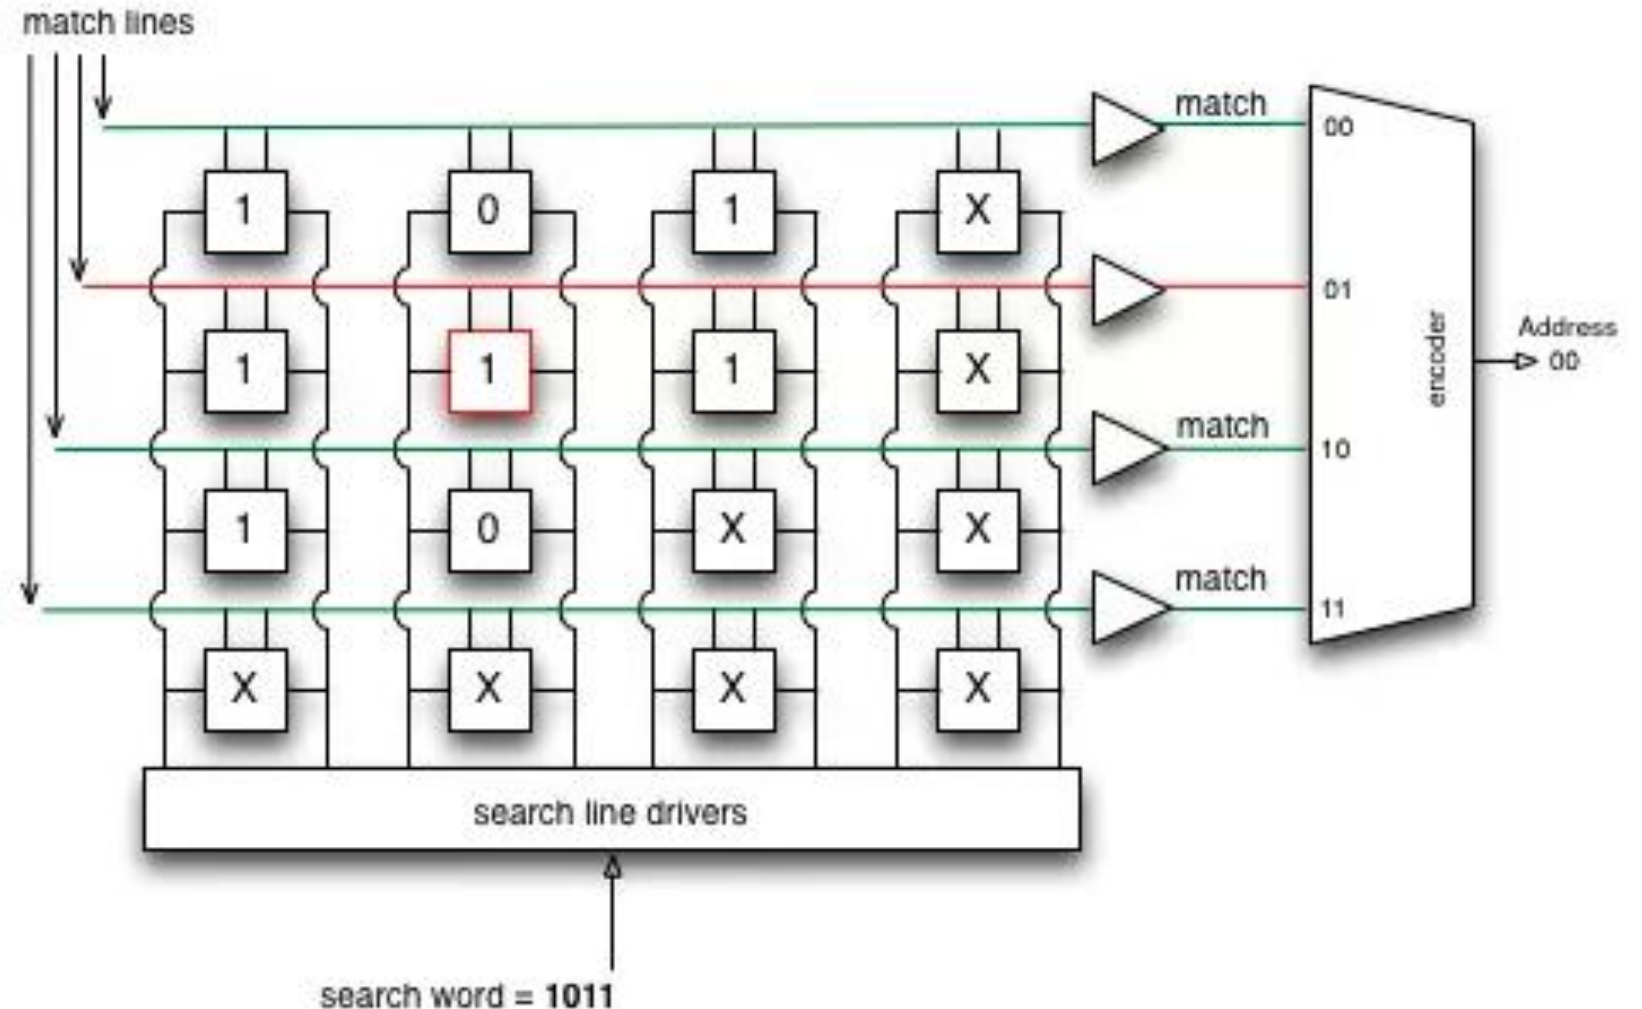 match lines
match
00
1 0 1 X
01
Address
00
encoder
1 1 1 X
match
10
1 0 X X
match
11
X X X X
search line drivers
search word = 1011